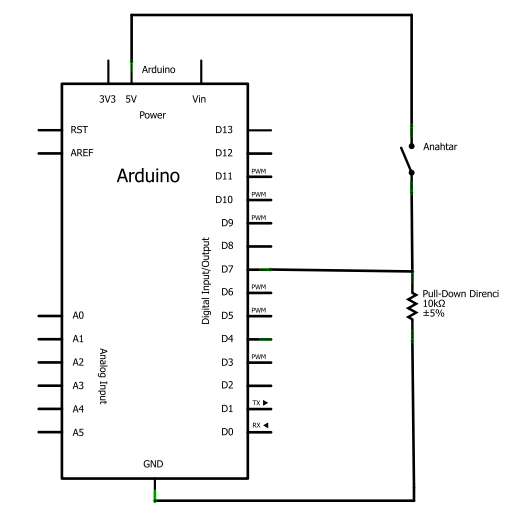 Arduino
3V3 5V Vin
Power
RST
AREF
Arduino
D13
D12
D11 PWM
D10 PWM
D9 PWM
D8
D7
D6 PWM
D5 PWM
D4
D3 PWM
D2
D1 TX ▶
D0 RX ◀
Digital Input/Output
A0
A1
A2
A3
A4
A5
Analog Input
GND
Anahtar
Pull-Down Direnci
10kΩ
±5%